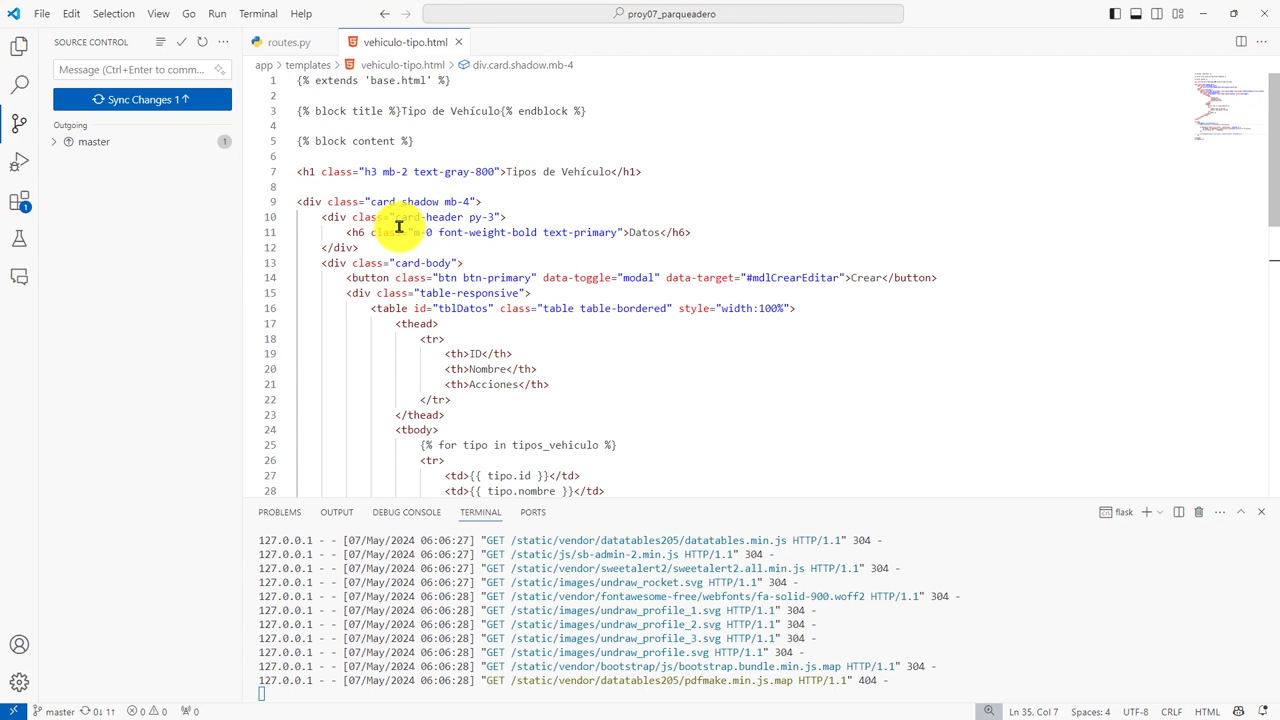 File Edit Selection View Go Run Terminal Help
proy07_parqueadero
SOURCE CONTROL
Message (Ctrl+Enter to comm...
Sync Changes 1↑
Outgoing
master
1
1
routes.py
vehiculo-tipo.html
app > templates > vehiculo-tipo.html > div.card.shadow.mb-4
1 {% extends 'base.html' %}
2
3 {% block title %}Tipos de Vehículo{% endblock %}
4
5 {% block content %}
6
7 <h1 class="h3 mb-2 text-gray-800">Tipos de Vehículo</h1>
8
9 <div class="card shadow mb-4">
10 <div class="card-header py-3">
11 <h6 class="m-0 font-weight-bold text-primary">Datos</h6>
12 </div>
13 <div class="card-body">
14 <button class="btn btn-primary" data-toggle="modal" data-target="#mdlCrearEditar">Crear</button>
15 <div class="table-responsive">
16 <table id="tblDatos" class="table table-bordered" style="width:100%">
17 <thead>
18 <tr>
19 <th>ID</th>
20 <th>Nombre</th>
21 <th>Acciones</th>
22 </tr>
23 </thead>
24 <tbody>
25 {% for tipo in tipos_vehiculo %}
26 <tr>
27 <td>{{ tipo.id }}</td>
28 <td>{{ tipo.nombre }}</td>
PROBLEMS OUTPUT DEBUG CONSOLE TERMINAL PORTS
flask
127.0.0.1 - - [07/May/2024 06:06:27] "GET /static/vendor/datatables205/datatables.min.js HTTP/1.1" 304 -
127.0.0.1 - - [07/May/2024 06:06:27] "GET /static/js/sb-admin-2.min.js HTTP/1.1" 304 -
127.0.0.1 - - [07/May/2024 06:06:27] "GET /static/vendor/sweetalert2/sweetalert2.all.min.js HTTP/1.1" 304 -
127.0.0.1 - - [07/May/2024 06:06:28] "GET /static/images/undraw_rocket.svg HTTP/1.1" 304 -
127.0.0.1 - - [07/May/2024 06:06:28] "GET /static/vendor/fontawesome-free/webfonts/fa-solid-900.woff2 HTTP/1.1" 304 -
127.0.0.1 - - [07/May/2024 06:06:28] "GET /static/images/undraw_profile_1.svg HTTP/1.1" 304 -
127.0.0.1 - - [07/May/2024 06:06:28] "GET /static/images/undraw_profile_2.svg HTTP/1.1" 304 -
127.0.0.1 - - [07/May/2024 06:06:28] "GET /static/images/undraw_profile_3.svg HTTP/1.1" 304 -
127.0.0.1 - - [07/May/2024 06:06:28] "GET /static/images/undraw_profile.svg HTTP/1.1" 304 -
127.0.0.1 - - [07/May/2024 06:06:28] "GET /static/vendor/bootstrap/js/bootstrap.bundle.min.js.map HTTP/1.1" 304 -
127.0.0.1 - - [07/May/2024 06:06:28] "GET /static/vendor/datatables205/pdfmake.min.js.map HTTP/1.1" 404 -
master 0↓ 1↑ 0 0 0 Ln 35, Col 7 Spaces: 4 UTF-8 CRLF HTML